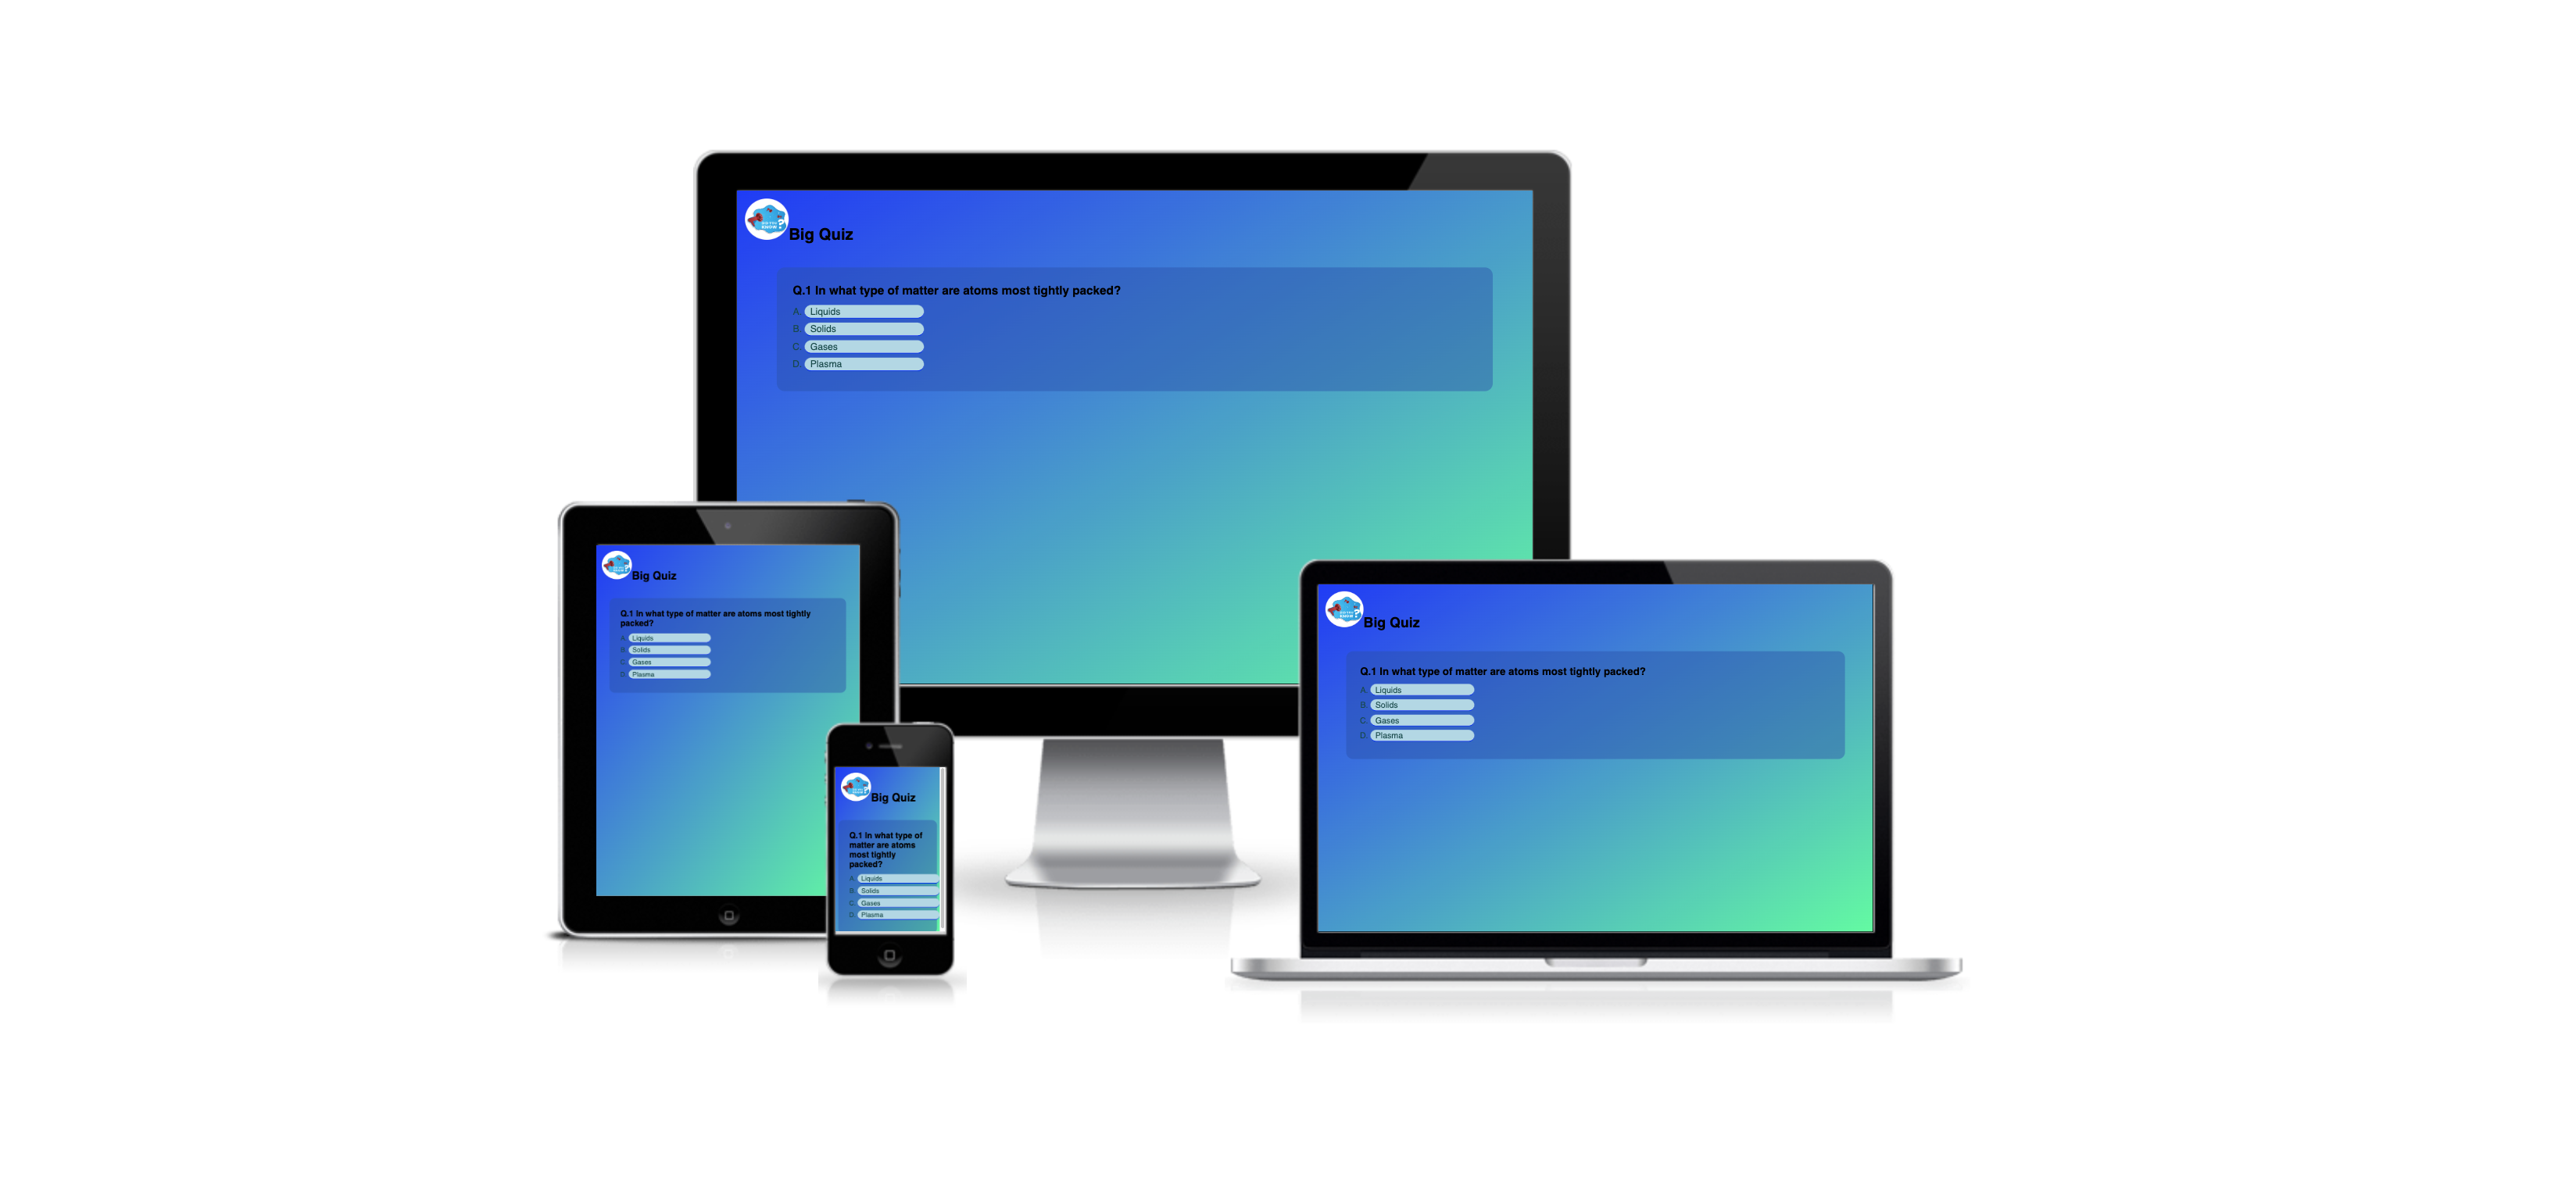 Big Quiz
Q.1 In what type of matter are atoms most tightly packed?
A. Liquids
B. Solids
C. Gases
D. Plasma
Big Quiz
Q.1 In what type of matter are atoms most tightly
packed?
A. Liquids
B. Solids
C. Gases
D. Plasma
Big Quiz
Q.1 In what type of
matter are atoms
most tightly
packed?
A. Liquids
B. Solids
C. Gases
D. Plasma
Big Quiz
Q.1 In what type of matter are atoms most tightly packed?
A. Liquids
B. Solids
C. Gases
D. Plasma